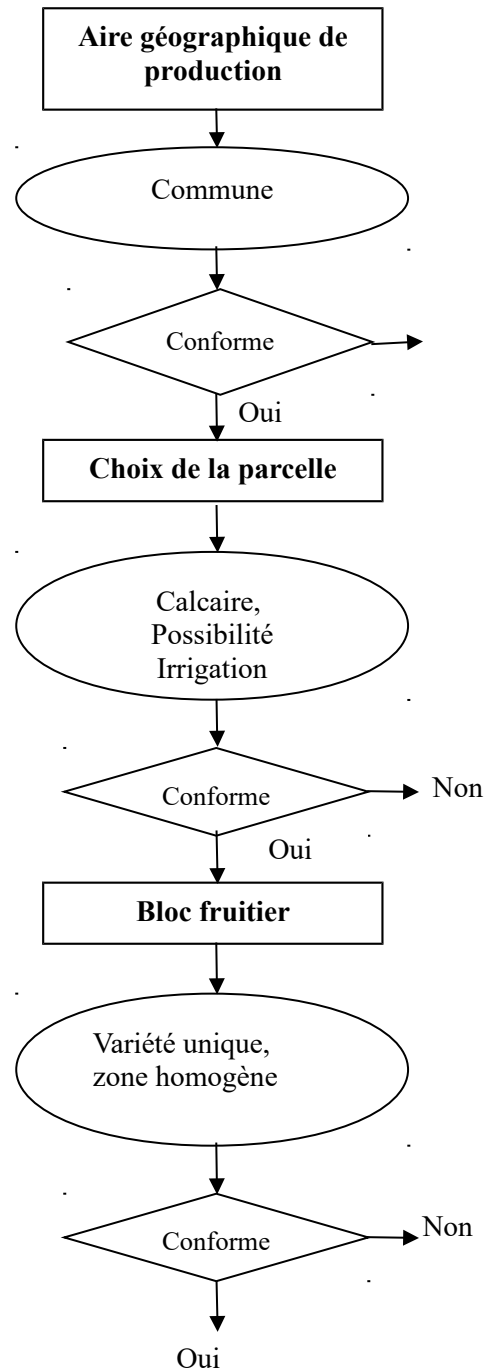 Aire géographique de
production
Commune
Conforme
Oui
Choix de la parcelle
Calcaire,
Possibilité
Irrigation
Conforme
Non
Oui
Bloc fruitier
Variété unique,
zone homogène
Conforme
Non
Oui